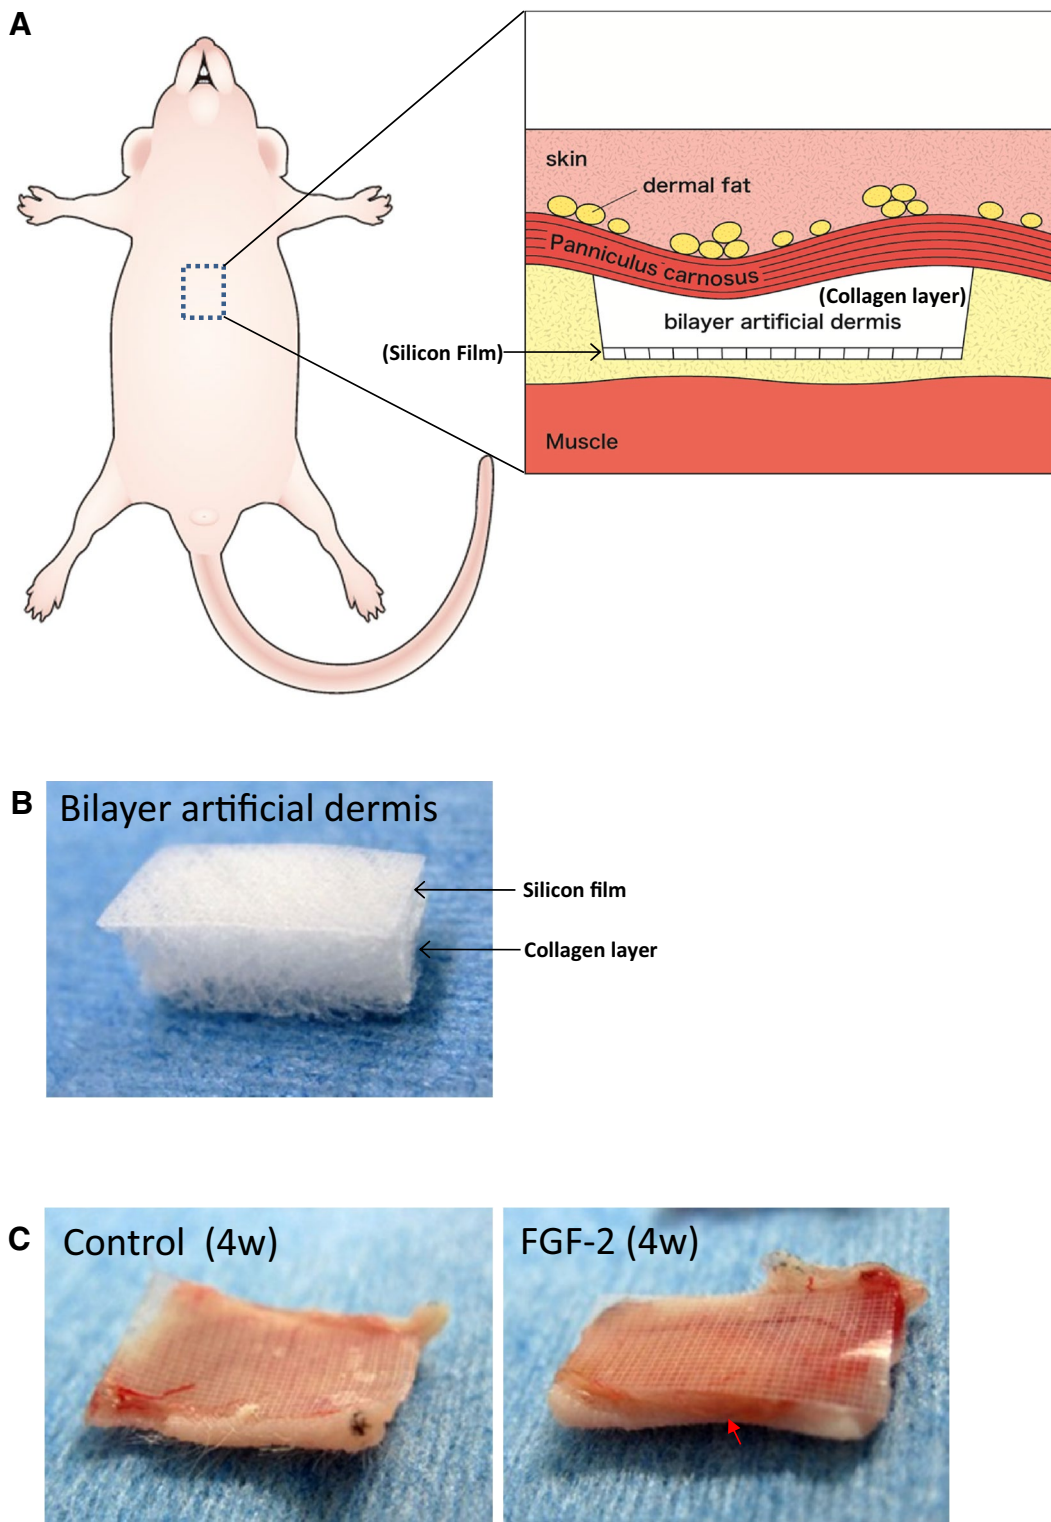 A
skin
dermal fat
Panniculus carnosus
(Collagen layer)
bilayer artificial dermis
(Silicon Film)
Muscle
B
Bilayer artificial dermis
Silicon film
Collagen layer
C
Control (4w)
FGF-2 (4w)